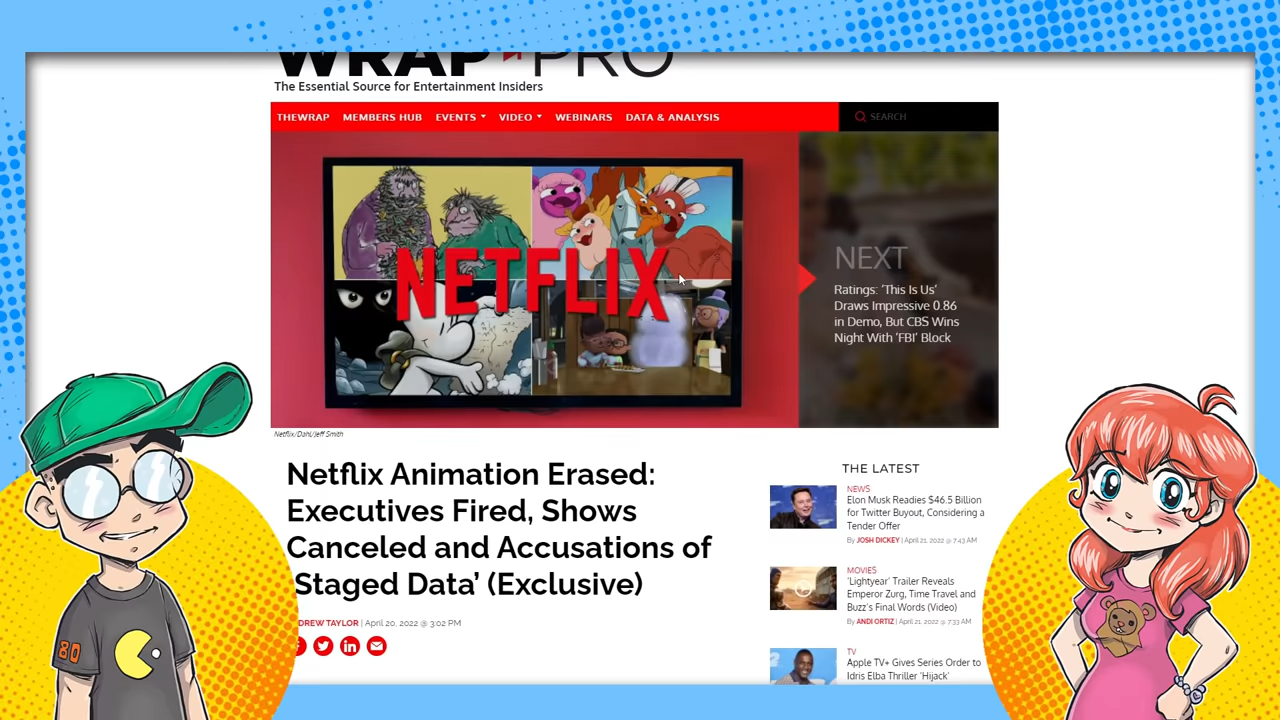 WRAP PRO
The Essential Source for Entertainment Insiders
THEWRAP MEMBERS HUB EVENTS VIDEO WEBINARS DATA & ANALYSIS SEARCH
NETFLIX
NEXT
Ratings: 'This Is Us'
Draws Impressive 0.86
in Demo, But CBS Wins
Night With 'FBI' Block
Netflix/Dahl/Jeff Smith
Netflix Animation Erased:
Executives Fired, Shows
Canceled and Accusations of
Staged Data' (Exclusive)
DREW TAYLOR | April 20, 2022 @ 3:02 PM
THE LATEST
NEWS
Elon Musk Readies $46.5 Billion
for Twitter Buyout, Considering a
Tender Offer
By JOSH DICKEY | April 21, 2022 @ 7:43 AM
MOVIES
'Lightyear' Trailer Reveals
Emperor Zurg, Time Travel and
Buzz's Final Words (Video)
By ANDI ORTIZ | April 21, 2022 @ 7:33 AM
TV
Apple TV+ Gives Series Order to
Idris Elba Thriller 'Hijack'
80